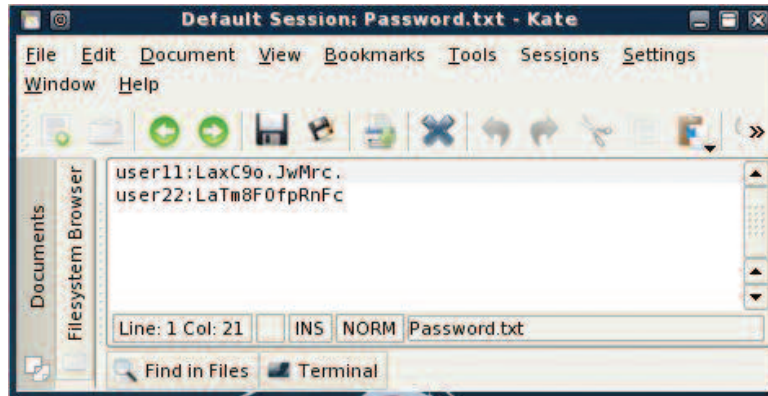 Default Session: Password.txt - Kate
File Edit Document View Bookmarks Tools Sessions Settings
Window Help
»
Documents
Filesystem Browser
user11:LaxC9o.JwMrc.
user22:LaTm8FOfpRnFc
Line: 1 Col: 21 INS NORM Password.txt
Find in Files Terminal